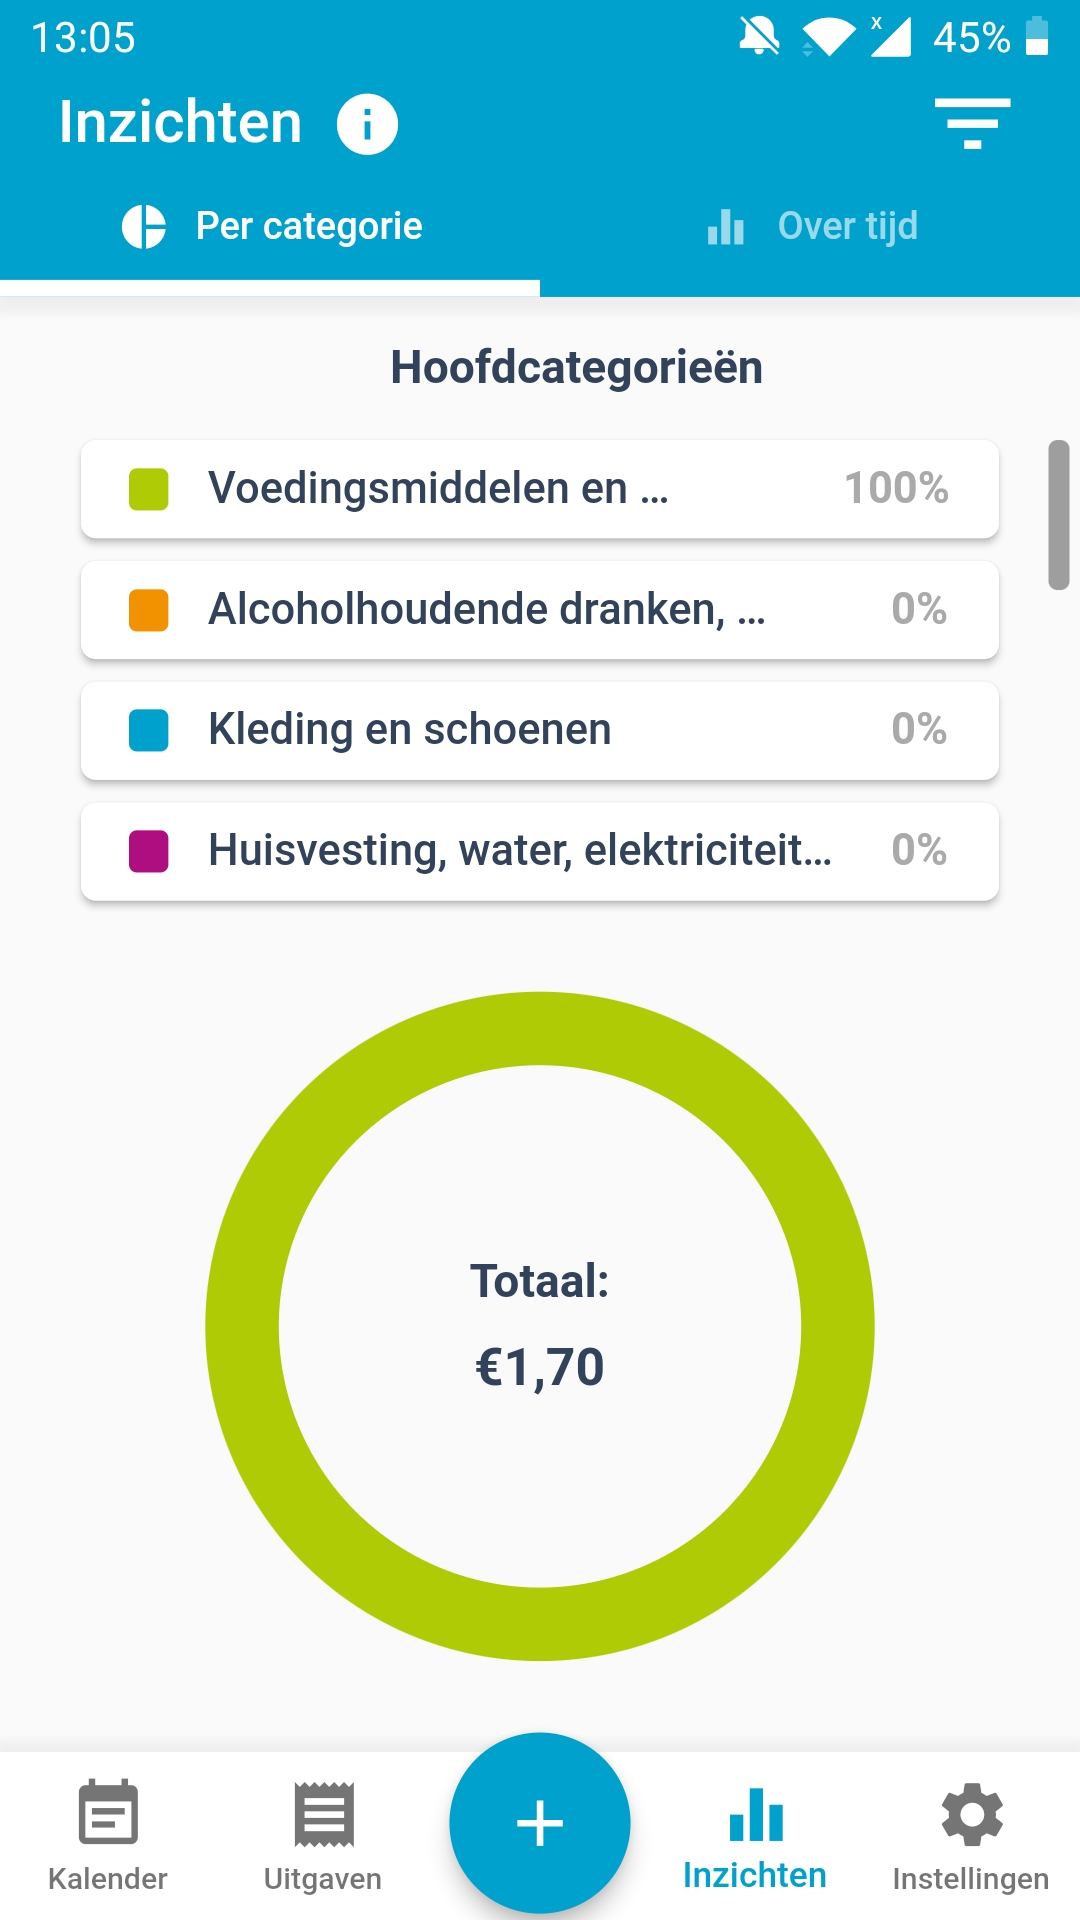 13:05 x 45%
Inzichten i
Per categorie Over tijd
Hoofdcategorieën
Voedingsmiddelen en ... 100%
Alcoholhoudende dranken, ... 0%
Kleding en schoenen 0%
Huisvesting, water, elektriciteit... 0%
Totaal:
€1,70
+
Kalender Uitgaven Inzichten Instellingen